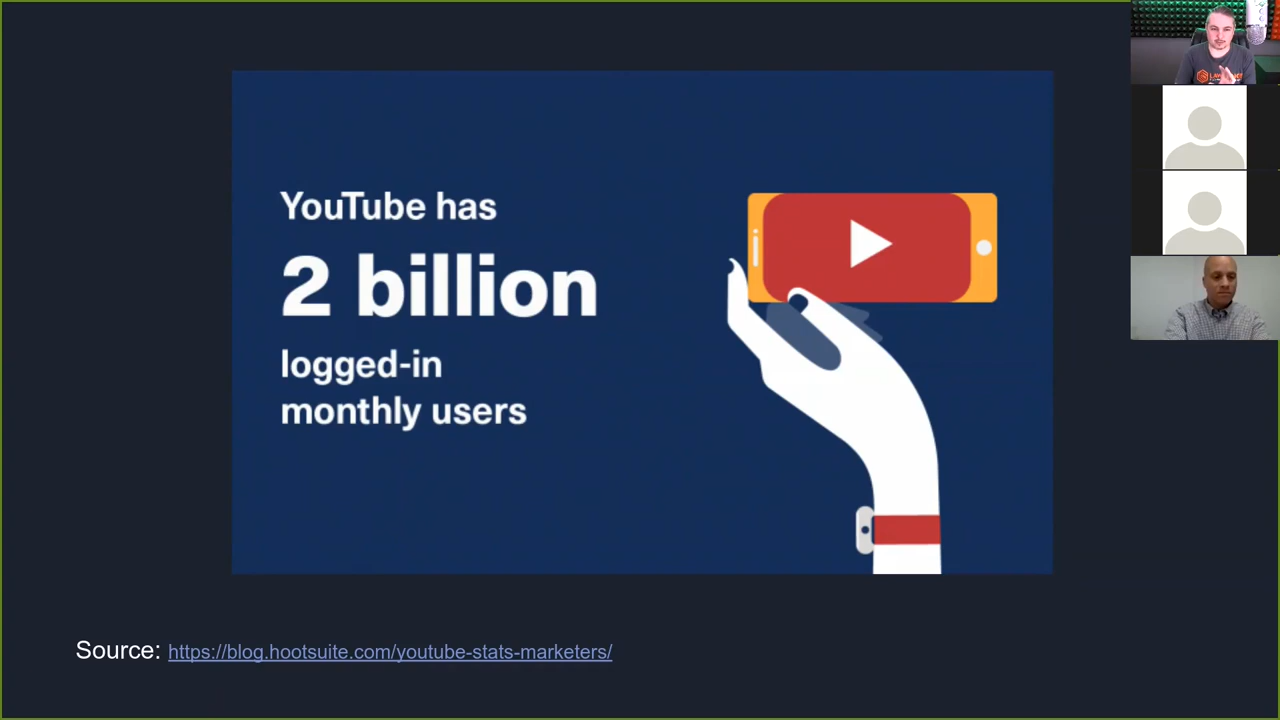 YouTube has
2 billion
logged-in
monthly users
Source: https://blog.hootsuite.com/youtube-stats-marketers/